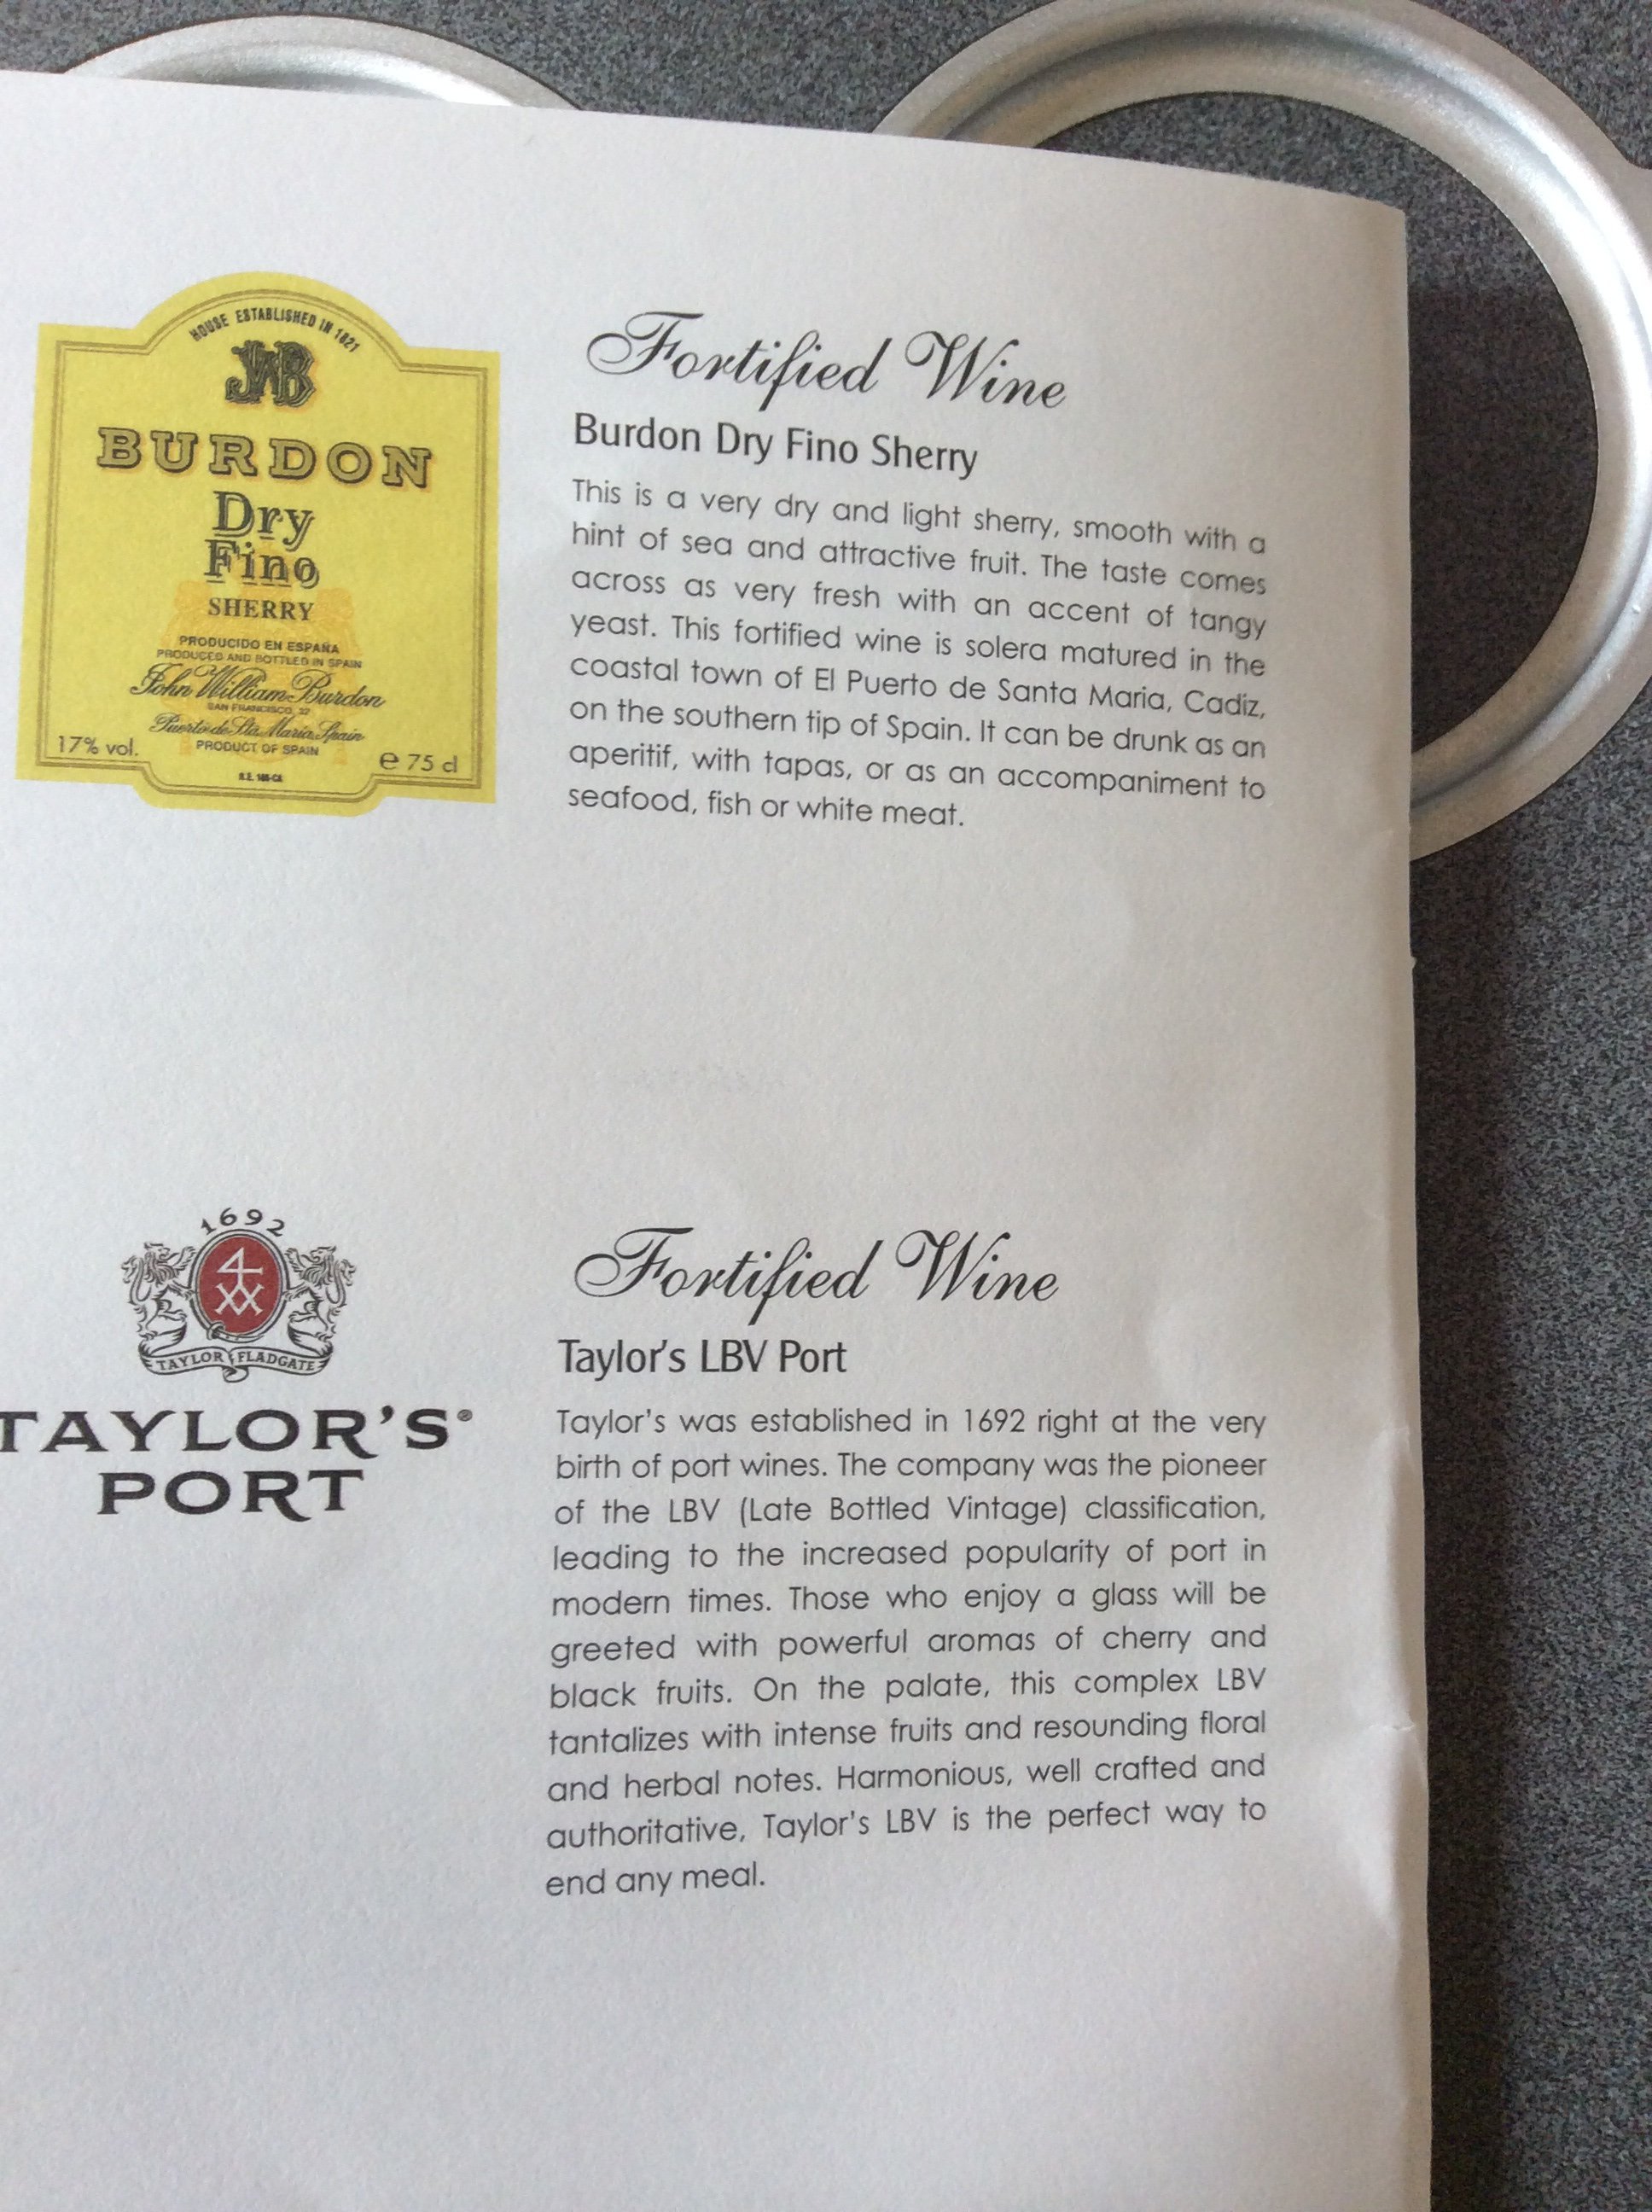 HOUSE ESTABLISHED IN 1821
JWB
BURDON
Dry
Fino
SHERRY
PRODUCIDO EN ESPAÑA
PRODUCED AND BOTTLED IN SPAIN
John William Burdon
SAN FRANCISCO, 32
Puerto de Sta. Maria Spain
17% vol.
PRODUCT OF SPAIN
e 75 cl
Fortified Wine
Burdon Dry Fino Sherry
This is a very dry and light sherry, smooth with a
hint of sea and attractive fruit. The taste comes
across as very fresh with an accent of tangy
yeast. This fortified wine is solera matured in the
coastal town of El Puerto de Santa Maria, Cadiz,
on the southern tip of Spain. It can be drunk as an
aperitif, with tapas, or as an accompaniment to
seafood, fish or white meat.
1692
4XX
TAYLOR FLADGATE
TAYLOR'S®
PORT
Fortified Wine
Taylor's LBV Port
Taylor's was established in 1692 right at the very
birth of port wines. The company was the pioneer
of the LBV (Late Bottled Vintage) classification,
leading to the increased popularity of port in
modern times. Those who enjoy a glass will be
greeted with powerful aromas of cherry and
black fruits. On the palate, this complex LBV
tantalizes with intense fruits and resounding floral
and herbal notes. Harmonious, well crafted and
authoritative, Taylor's LBV is the perfect way to
end any meal.